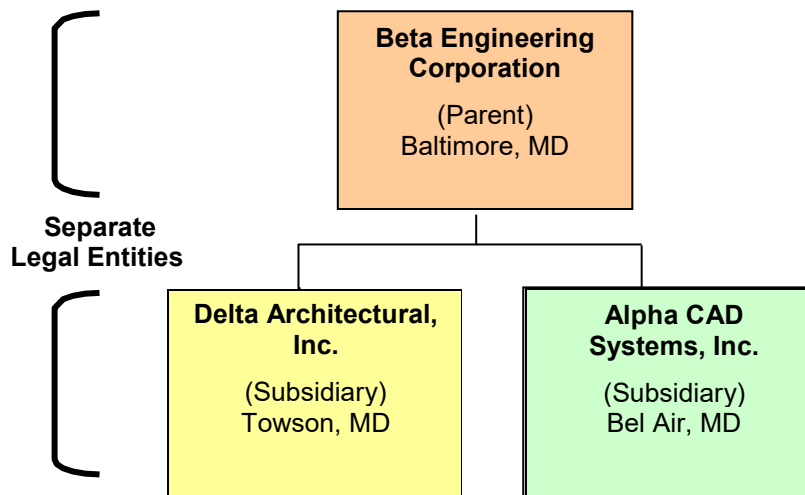 Beta Engineering
Corporation
(Parent)
Baltimore, MD
Separate
Legal Entities
Delta Architectural,
Inc.
(Subsidiary)
Towson, MD
Alpha CAD
Systems, Inc.
(Subsidiary)
Bel Air, MD